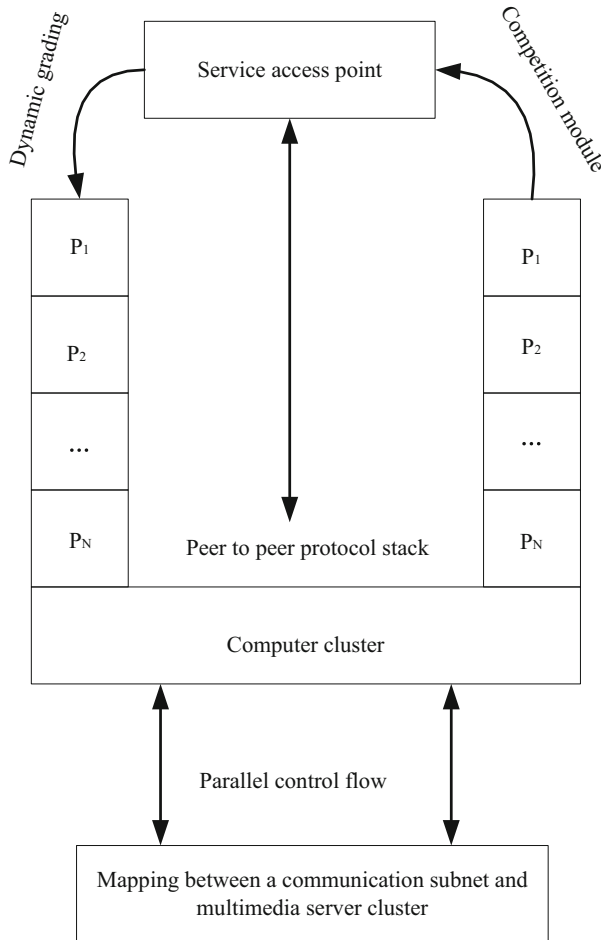 Dynamic grading
Service access point
Competition module
P1
P2
...
PN
P1
P2
...
PN
Peer to peer protocol stack
Computer cluster
Parallel control flow
Mapping between a communication subnet and
multimedia server cluster